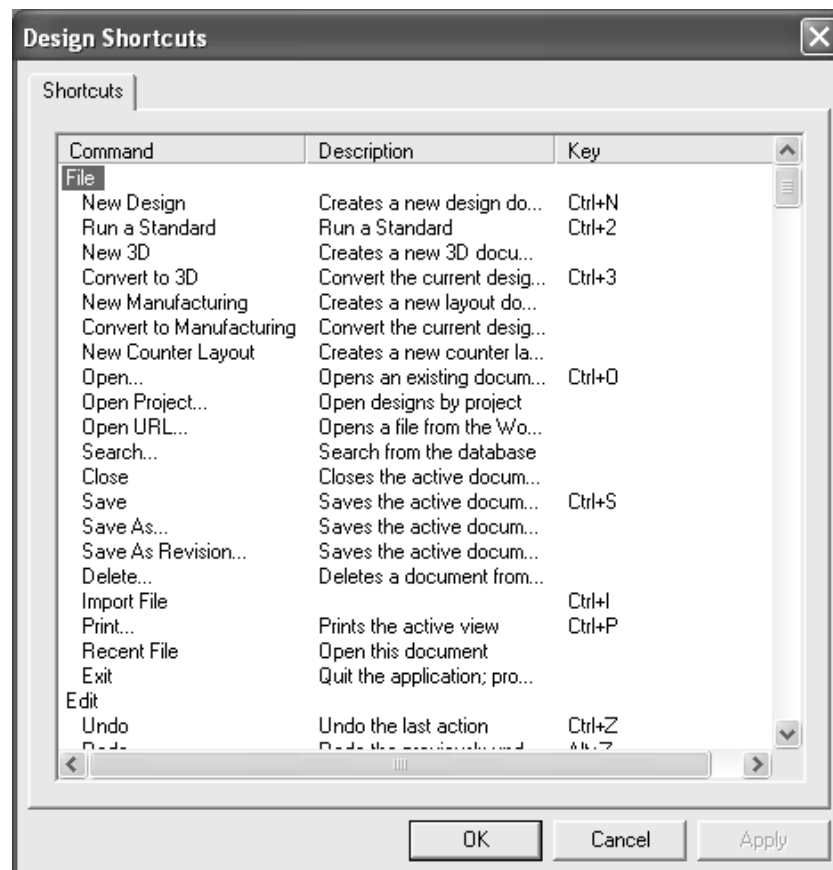 Design Shortcuts
Shortcuts
Command Description Key
File
New Design Creates a new design do... Ctrl+N
Run a Standard Run a Standard Ctrl+2
New 3D Creates a new 3D docu...
Convert to 3D Convert the current desig... Ctrl+3
New Manufacturing Creates a new layout do...
Convert to Manufacturing Convert the current desig...
New Counter Layout Creates a new counter la...
Open... Opens an existing docum... Ctrl+O
Open Project... Open designs by project
Open URL... Opens a file from the Wo...
Search... Search from the database
Close Closes the active docum...
Save Saves the active docum... Ctrl+S
Save As... Saves the active docum...
Save As Revision... Saves the active docum...
Delete... Deletes a document from...
Import File Ctrl+I
Print... Prints the active view Ctrl+P
Recent File Open this document
Exit Quit the application; pro...
Edit
Undo Undo the last action Ctrl+Z
OK Cancel Apply